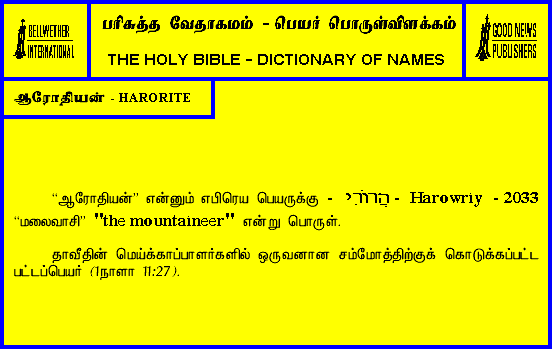 BELLWETHER
INTERNATIONAL
பரிசுத்த வேதாகமம் - பெயர் பொருள்விளக்கம்
THE HOLY BIBLE - DICTIONARY OF NAMES
GOOD NEWS
PUBLISHERS
ஆரோதியன் - HARORITE
“ஆரோதியன்” என்னும் எபிரெய பெயருக்கு - הֲרוֹרִי - Harowriy - 2033
“மலைவாசி” "the mountaineer" என்று பொருள்.
தாவீதின் மெய்க்காப்பாளர்களில் ஒருவனான சம்மோத்திற்குக் கொடுக்கப்பட்ட
பட்டப்பெயர் (1நாளா 11:27).